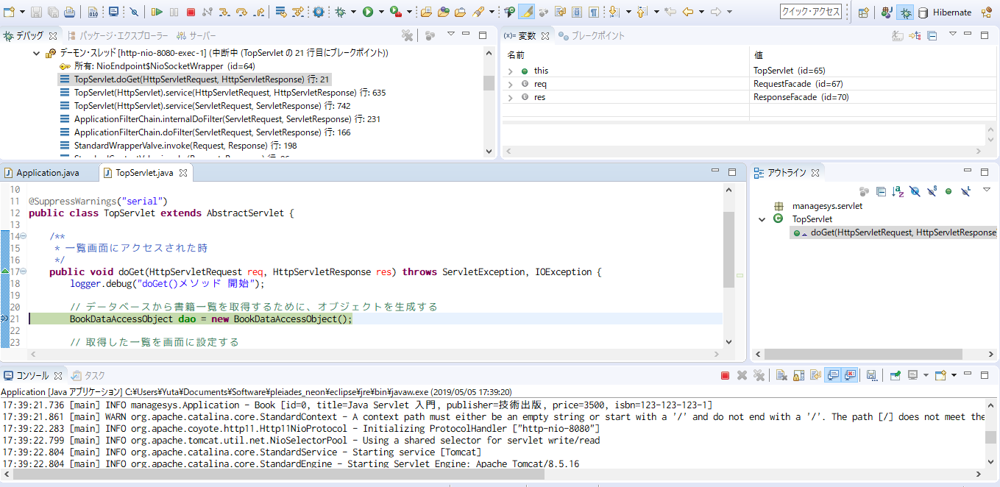 クイック・アクセス
Hibernate
デバッグ パッケージ・エクスプローラー サーバー
デーモン・スレッド [http-nio-8080-exec-1] (中断中 (TopServlet の 21 行目にブレークポイント))
所有: NioEndpoint$NioSocketWrapper (id=64)
TopServlet.doGet(HttpServletRequest, HttpServletResponse) 行: 21
TopServlet(HttpServlet).service(HttpServletRequest, HttpServletResponse) 行: 635
TopServlet(HttpServlet).service(ServletRequest, ServletResponse) 行: 742
ApplicationFilterChain.internalDoFilter(ServletRequest, ServletResponse) 行: 231
ApplicationFilterChain.doFilter(ServletRequest, ServletResponse) 行: 166
StandardWrapperValve.invoke(Request, Response) 行: 198
(x)= 変数 ブレークポイント
名前 値
this TopServlet (id=65)
req RequestFacade (id=67)
res ResponseFacade (id=70)
Application.java TopServlet.java
10
11 @SuppressWarnings("serial")
12 public class TopServlet extends AbstractServlet {
13
14 /**
15 * 一覧画面にアクセスされた時
16 */
17 public void doGet(HttpServletRequest req, HttpServletResponse res) throws ServletException, IOException {
18 logger.debug("doGet()メソッド 開始");
19
20 // データベースから書籍一覧を取得するために、オブジェクトを生成する
21 BookDataAccessObject dao = new BookDataAccessObject();
22
23 // 取得した一覧を画面に設定する
アウトライン
managesys.servlet
TopServlet
doGet(HttpServletRequest, HttpServletResponse
コンソール タスク
Application [Java アプリケーション] C:¥Users¥Yuta¥Documents¥Software¥pleiades_neon¥eclipse¥jre¥bin¥javaw.exe (2019/05/05 17:39:20)
17:39:21.736 [main] INFO managesys.Application - Book [id=0, title=Java Servlet 入門, publisher=技術出版, price=3500, isbn=123-123-123-1]
17:39:21.861 [main] WARN org.apache.catalina.core.StandardContext - A context path must either be an empty string or start with a '/' and do not end with a '/'. The path [/] does not meet the
17:39:22.283 [main] INFO org.apache.coyote.http11.Http11NioProtocol - Initializing ProtocolHandler ["http-nio-8080"]
17:39:22.799 [main] INFO org.apache.tomcat.util.net.NioSelectorPool - Using a shared selector for servlet write/read
17:39:22.804 [main] INFO org.apache.catalina.core.StandardService - Starting service [Tomcat]
17:39:22.804 [main] INFO org.apache.catalina.core.StandardEngine - Starting Servlet Engine: Apache Tomcat/8.5.16